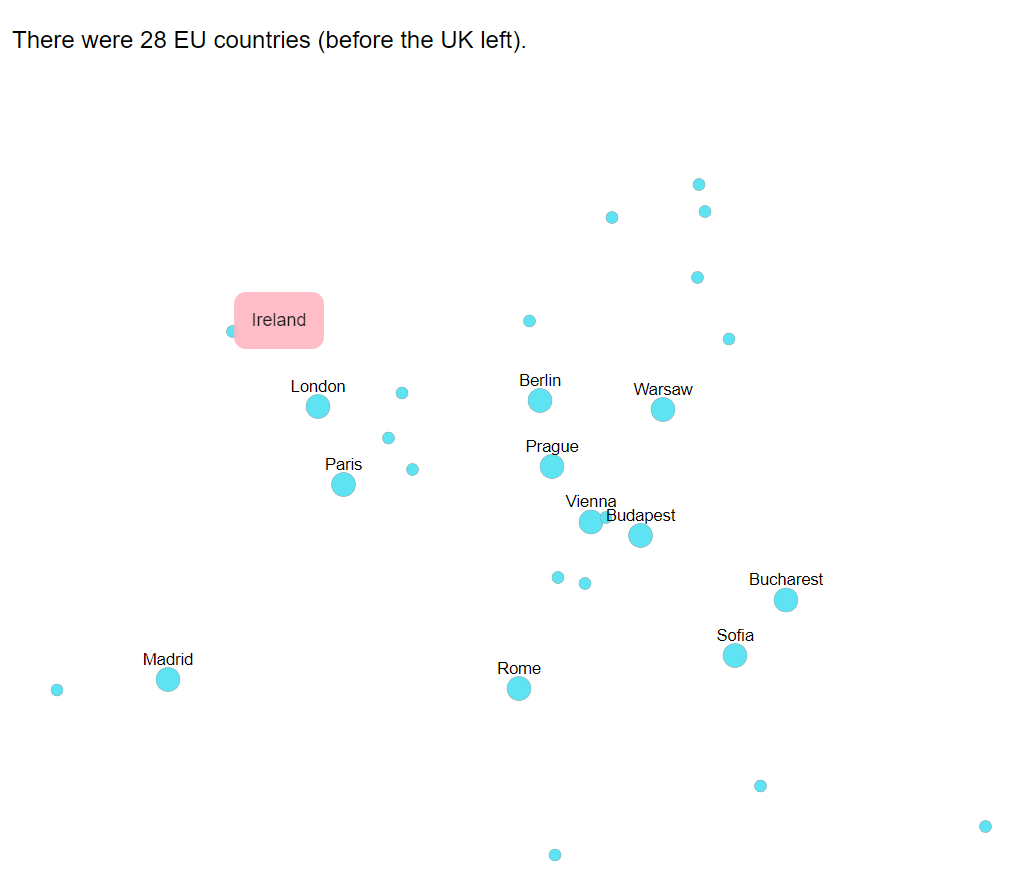 There were 28 EU countries (before the UK left).
Ireland
London
Berlin
Warsaw
Prague
Paris
Vienna
Budapest
Bucharest
Sofia
Madrid
Rome